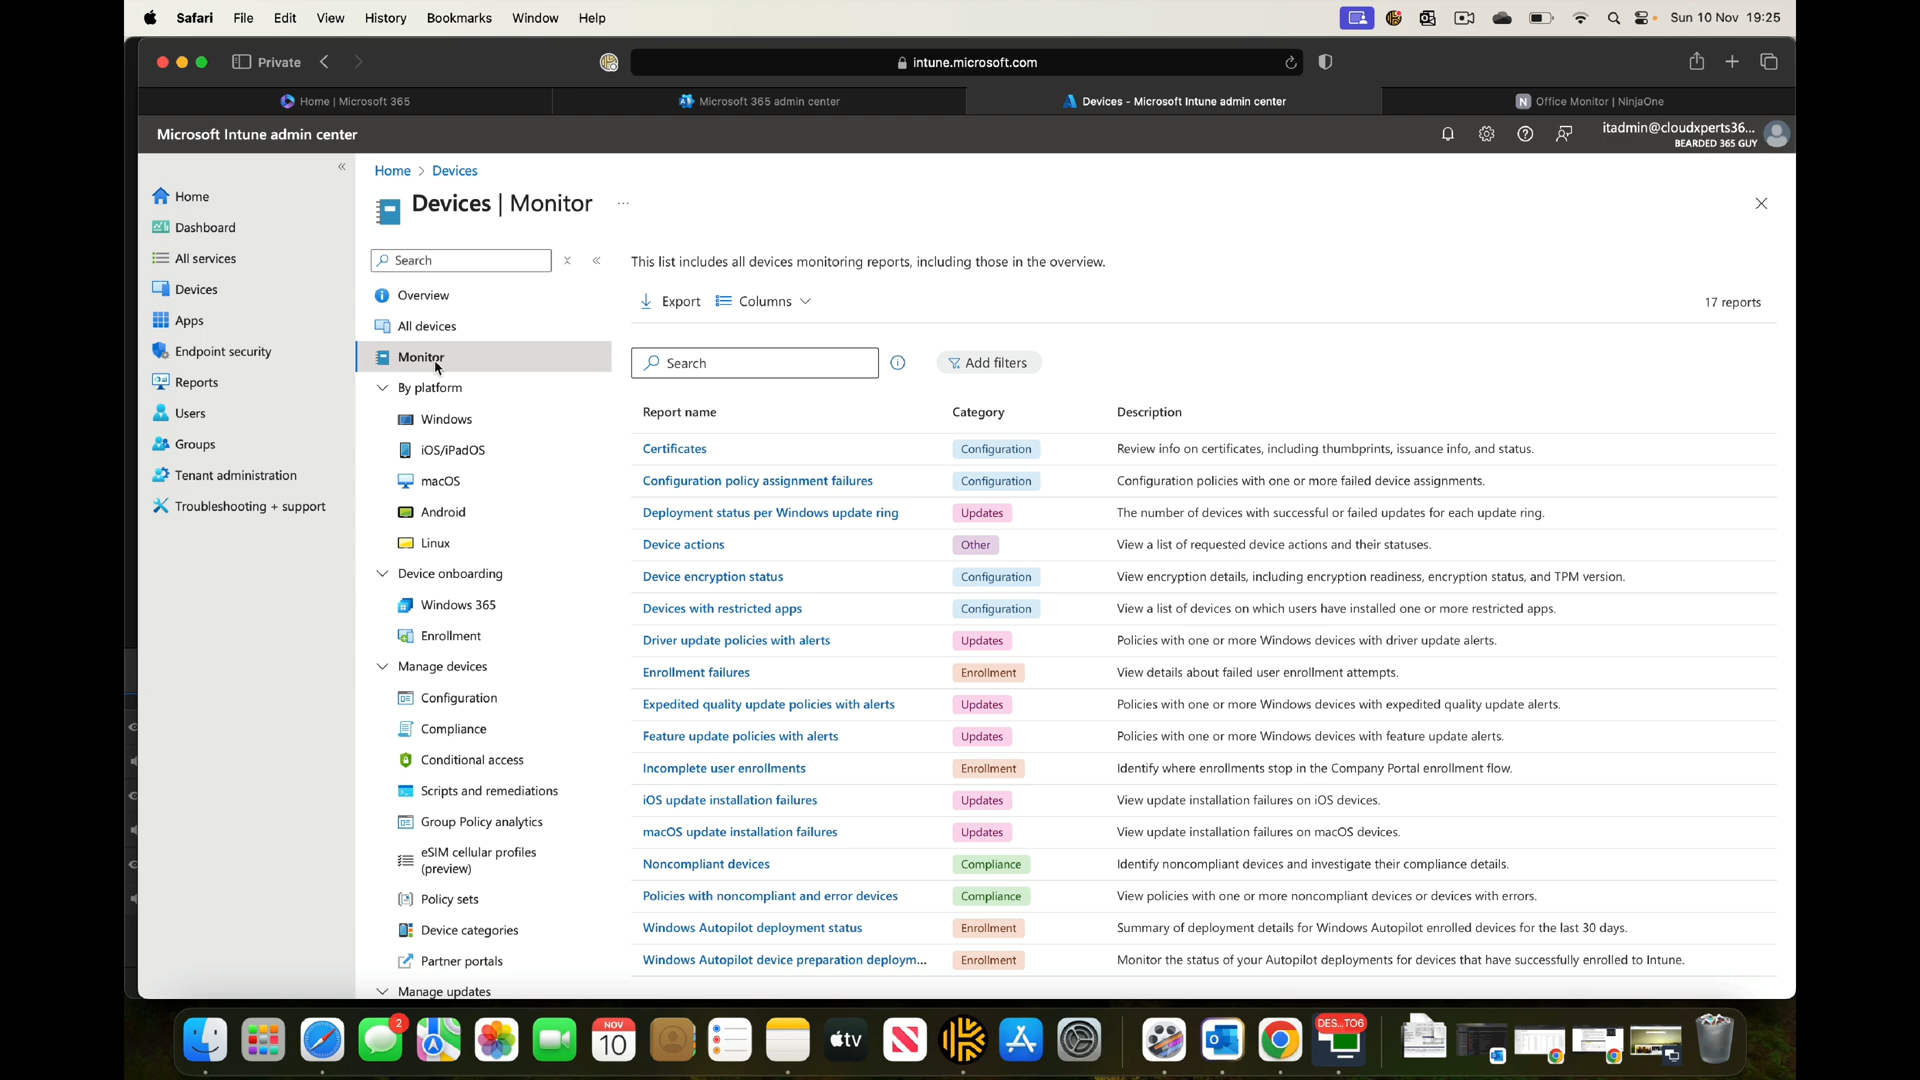 Safari File Edit View History Bookmarks Window Help Sun 10 Nov 19:25
Private intune.microsoft.com
Home | Microsoft 365 Microsoft 365 admin center Devices - Microsoft Intune admin center N Office Monitor | NinjaOne
Microsoft Intune admin center itadmin@cloudxperts36...
BEARDED 365 GUY
Home
Dashboard
All services
Devices
Apps
Endpoint security
Reports
Users
Groups
Tenant administration
Troubleshooting + support
Home > Devices
Devices | Monitor ...
Search
Overview
All devices
Monitor
By platform
Windows
iOS/iPadOS
macOS
Android
Linux
Device onboarding
Windows 365
Enrollment
Manage devices
Configuration
Compliance
Conditional access
Scripts and remediations
Group Policy analytics
eSIM cellular profiles
(preview)
Policy sets
Device categories
Partner portals
Manage updates
This list includes all devices monitoring reports, including those in the overview.
Export Columns 17 reports
Search Add filters
Report name Category Description
Certificates Configuration Review info on certificates, including thumbprints, issuance info, and status.
Configuration policy assignment failures Configuration Configuration policies with one or more failed device assignments.
Deployment status per Windows update ring Updates The number of devices with successful or failed updates for each update ring.
Device actions Other View a list of requested device actions and their statuses.
Device encryption status Configuration View encryption details, including encryption readiness, encryption status, and TPM version.
Devices with restricted apps Configuration View a list of devices on which users have installed one or more restricted apps.
Driver update policies with alerts Updates Policies with one or more Windows devices with driver update alerts.
Enrollment failures Enrollment View details about failed user enrollment attempts.
Expedited quality update policies with alerts Updates Policies with one or more Windows devices with expedited quality update alerts.
Feature update policies with alerts Updates Policies with one or more Windows devices with feature update alerts.
Incomplete user enrollments Enrollment Identify where enrollments stop in the Company Portal enrollment flow.
iOS update installation failures Updates View update installation failures on iOS devices.
macOS update installation failures Updates View update installation failures on macOS devices.
Noncompliant devices Compliance Identify noncompliant devices and investigate their compliance details.
Policies with noncompliant and error devices Compliance View policies with one or more noncompliant devices or devices with errors.
Windows Autopilot deployment status Enrollment Summary of deployment details for Windows Autopilot enrolled devices for the last 30 days.
Windows Autopilot device preparation deploym... Enrollment Monitor the status of your Autopilot deployments for devices that have successfully enrolled to Intune.
2 NOV 10 tv DES...TO6